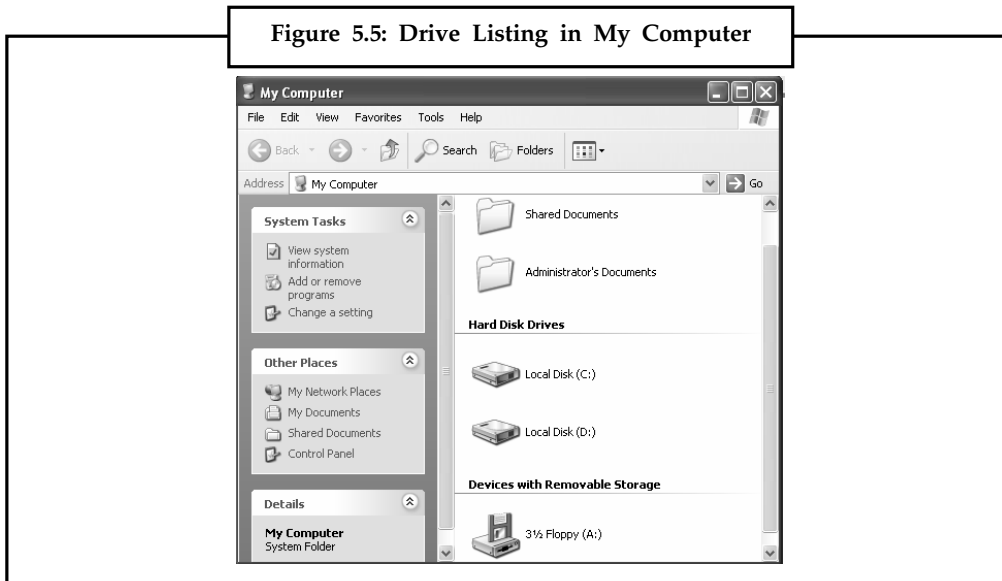 Figure 5.5: Drive Listing in My Computer
My Computer
File Edit View Favorites Tools Help
Back Search Folders
Address My Computer Go
System Tasks
View system
information
Add or remove
programs
Change a setting
Other Places
My Network Places
My Documents
Shared Documents
Control Panel
Details
My Computer
System Folder
Shared Documents
Administrator's Documents
Hard Disk Drives
Local Disk (C:)
Local Disk (D:)
Devices with Removable Storage
3½ Floppy (A:)